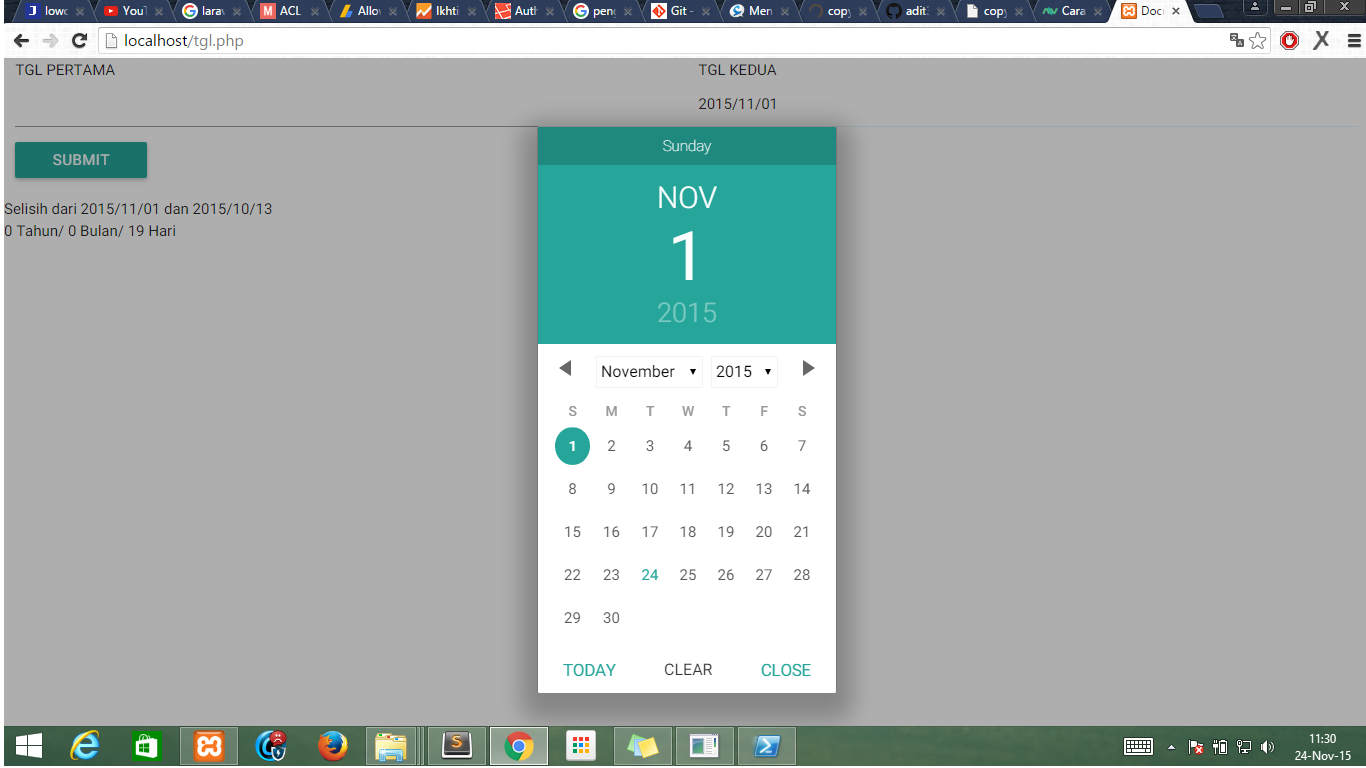 lowc
YouT
larav
ACL
Allov
Ikhti
Auth
peng
Git -
Men
copy
adit
copy
Cara
Doc
localhost/tgl.php
TGL PERTAMA
TGL KEDUA
2015/11/01
SUBMIT
Selisih dari 2015/11/01 dan 2015/10/13
0 Tahun/ 0 Bulan/ 19 Hari
Sunday
NOV
1
2015
November 2015
S M T W T F S
1 2 3 4 5 6 7
8 9 10 11 12 13 14
15 16 17 18 19 20 21
22 23 24 25 26 27 28
29 30
TODAY CLEAR CLOSE
11:30
24-Nov-15